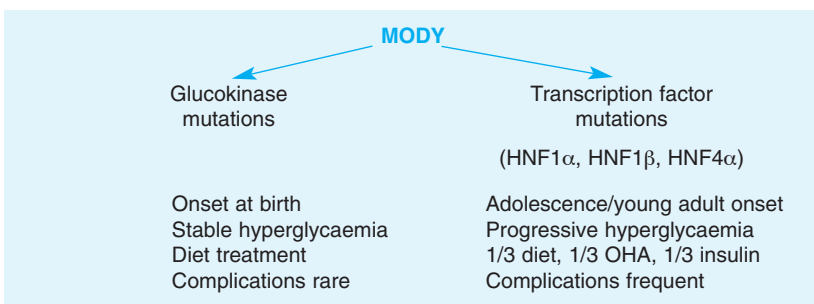 MODY
Glucokinase
mutations
Transcription factor
mutations
(HNF1α, HNF1β, HNF4α)
Onset at birth
Stable hyperglycaemia
Diet treatment
Complications rare
Adolescence/young adult onset
Progressive hyperglycaemia
1/3 diet, 1/3 OHA, 1/3 insulin
Complications frequent